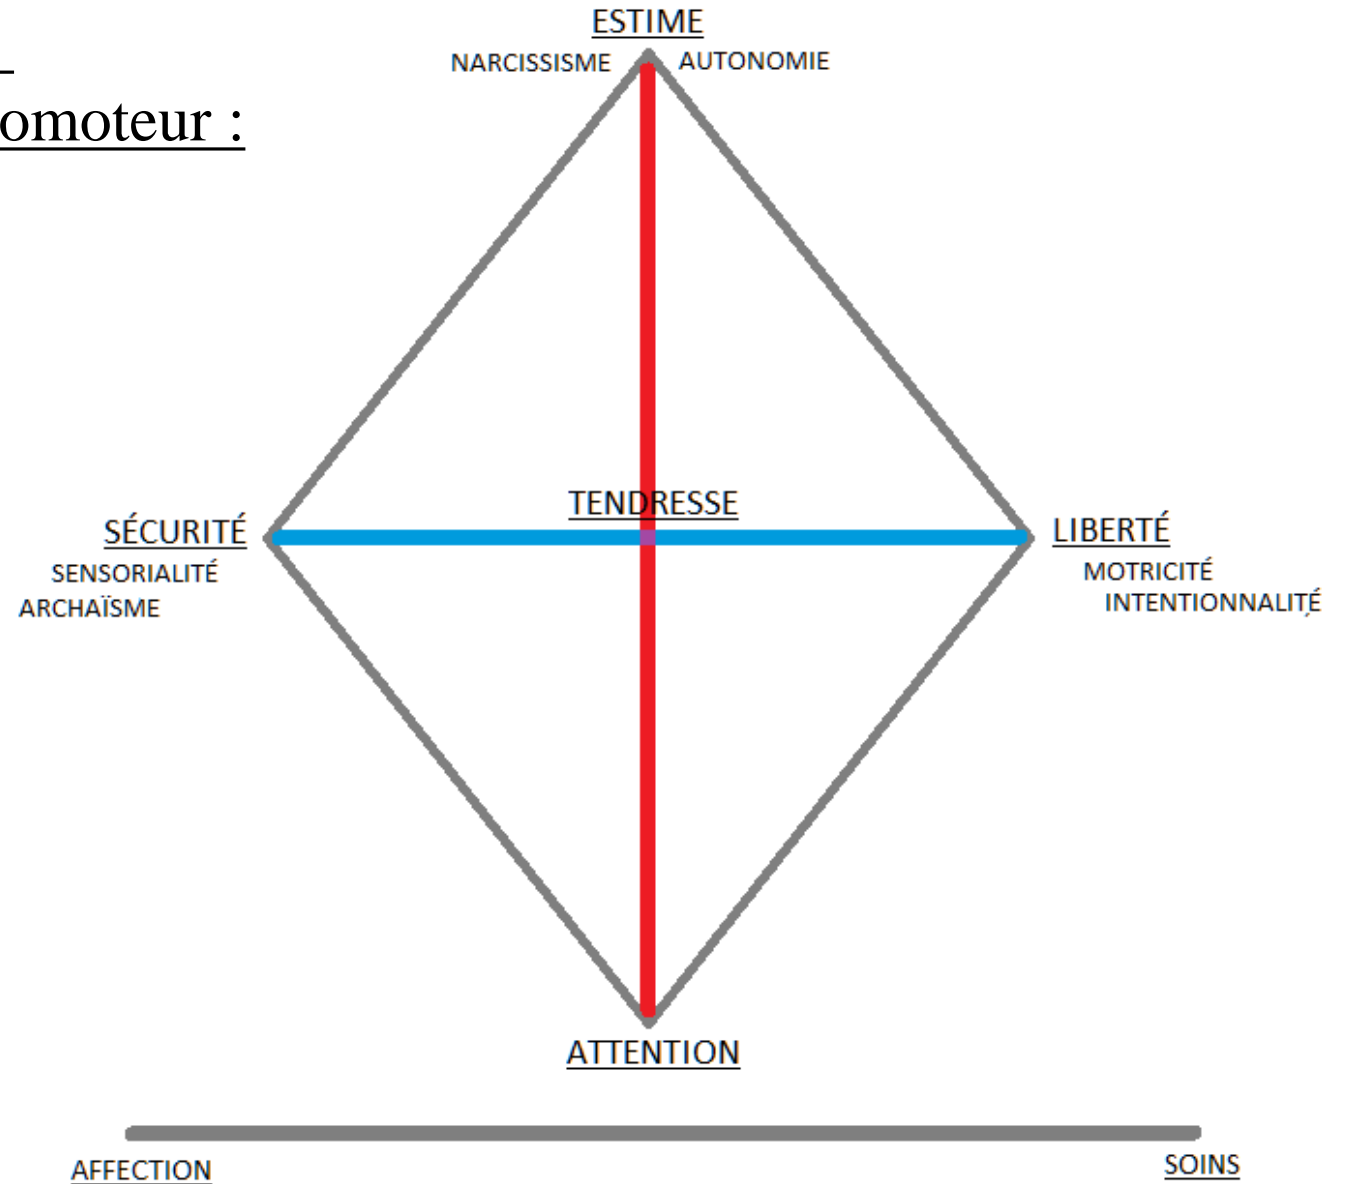 ESTIME
NARCISSISME AUTONOMIE
omoteur :
TENDRESSE
SÉCURITÉ LIBERTÉ
SENSORIALITÉ MOTRICITÉ
ARCHAÏSME INTENTIONNALITÉ
ATTENTION
AFFECTION SOINS